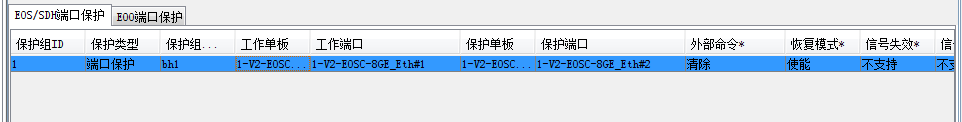 EOS/SDH端口保护 EOO端口保护
保护组ID 保护类型 保护组... 工作单板 工作端口 保护单板 保护端口 外部命令* 恢复模式* 信号失效* 信
1 端口保护 bh1 1-V2-EOSC... 1-V2-EOSC-8GE_Eth#1 1-V2-EOSC... 1-V2-EOSC-8GE_Eth#2 清除 使能 不支持 不支